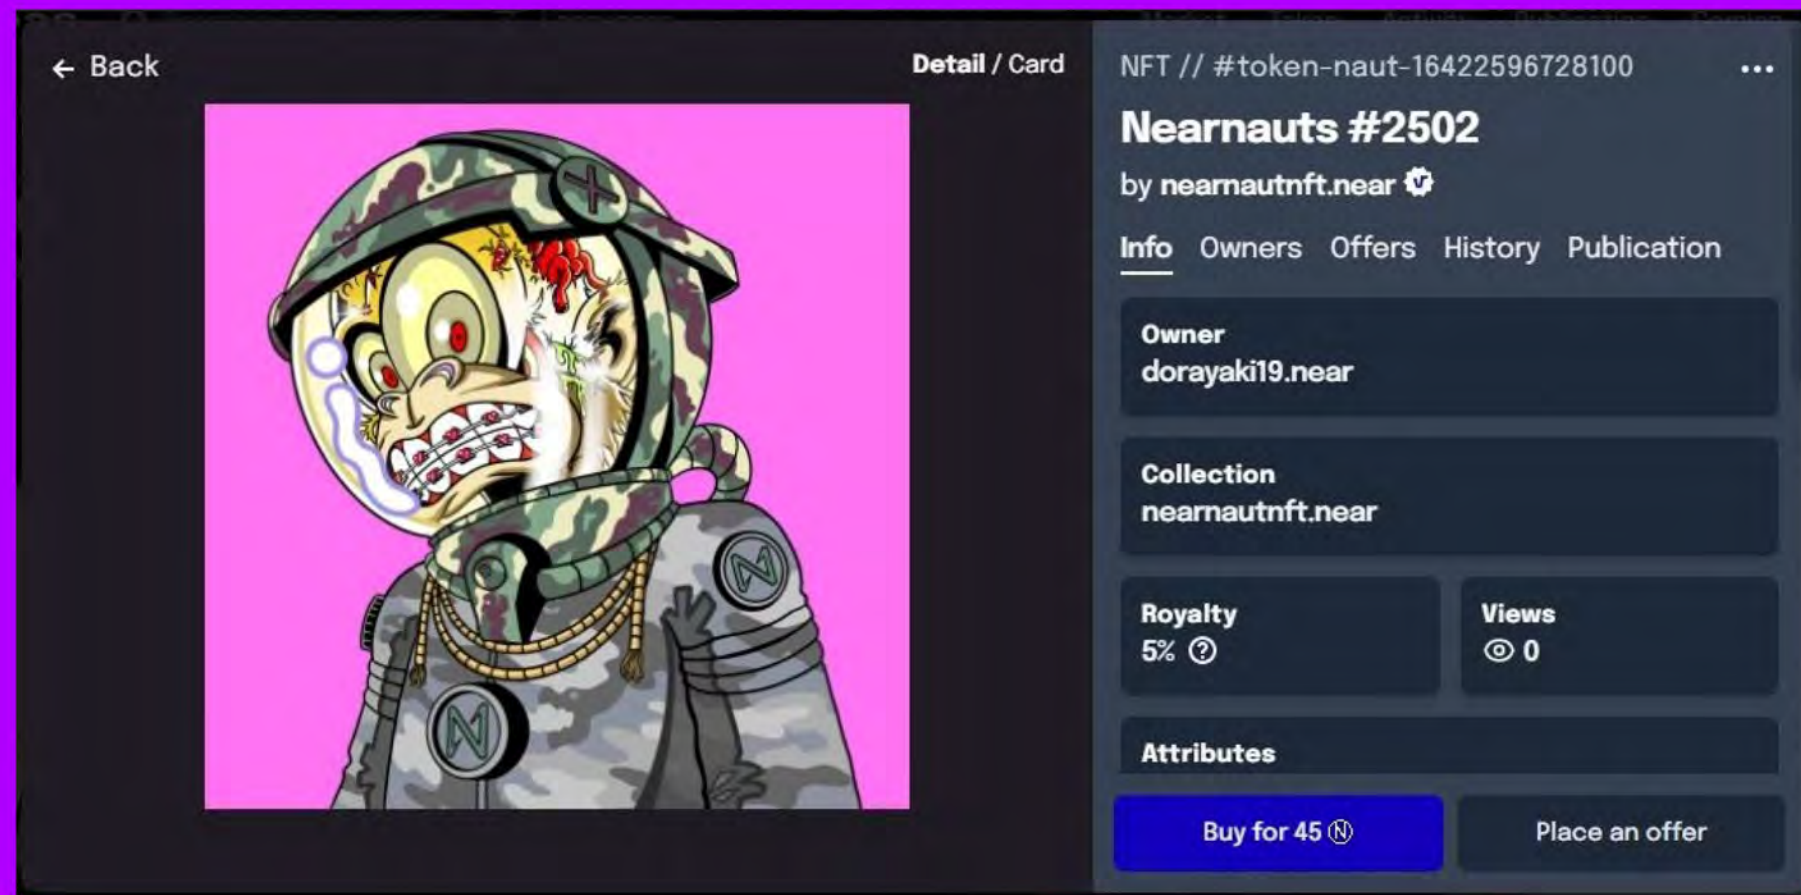 ← Back
Detail / Card
NFT // #token-naut-16422596728100
...
Nearnauts #2502
by nearnautnft.near
Info Owners Offers History Publication
Owner
dorayaki19.near
Collection
nearnautnft.near
Royalty
5%
Views
0
Attributes
Buy for 45 Ⓝ
Place an offer